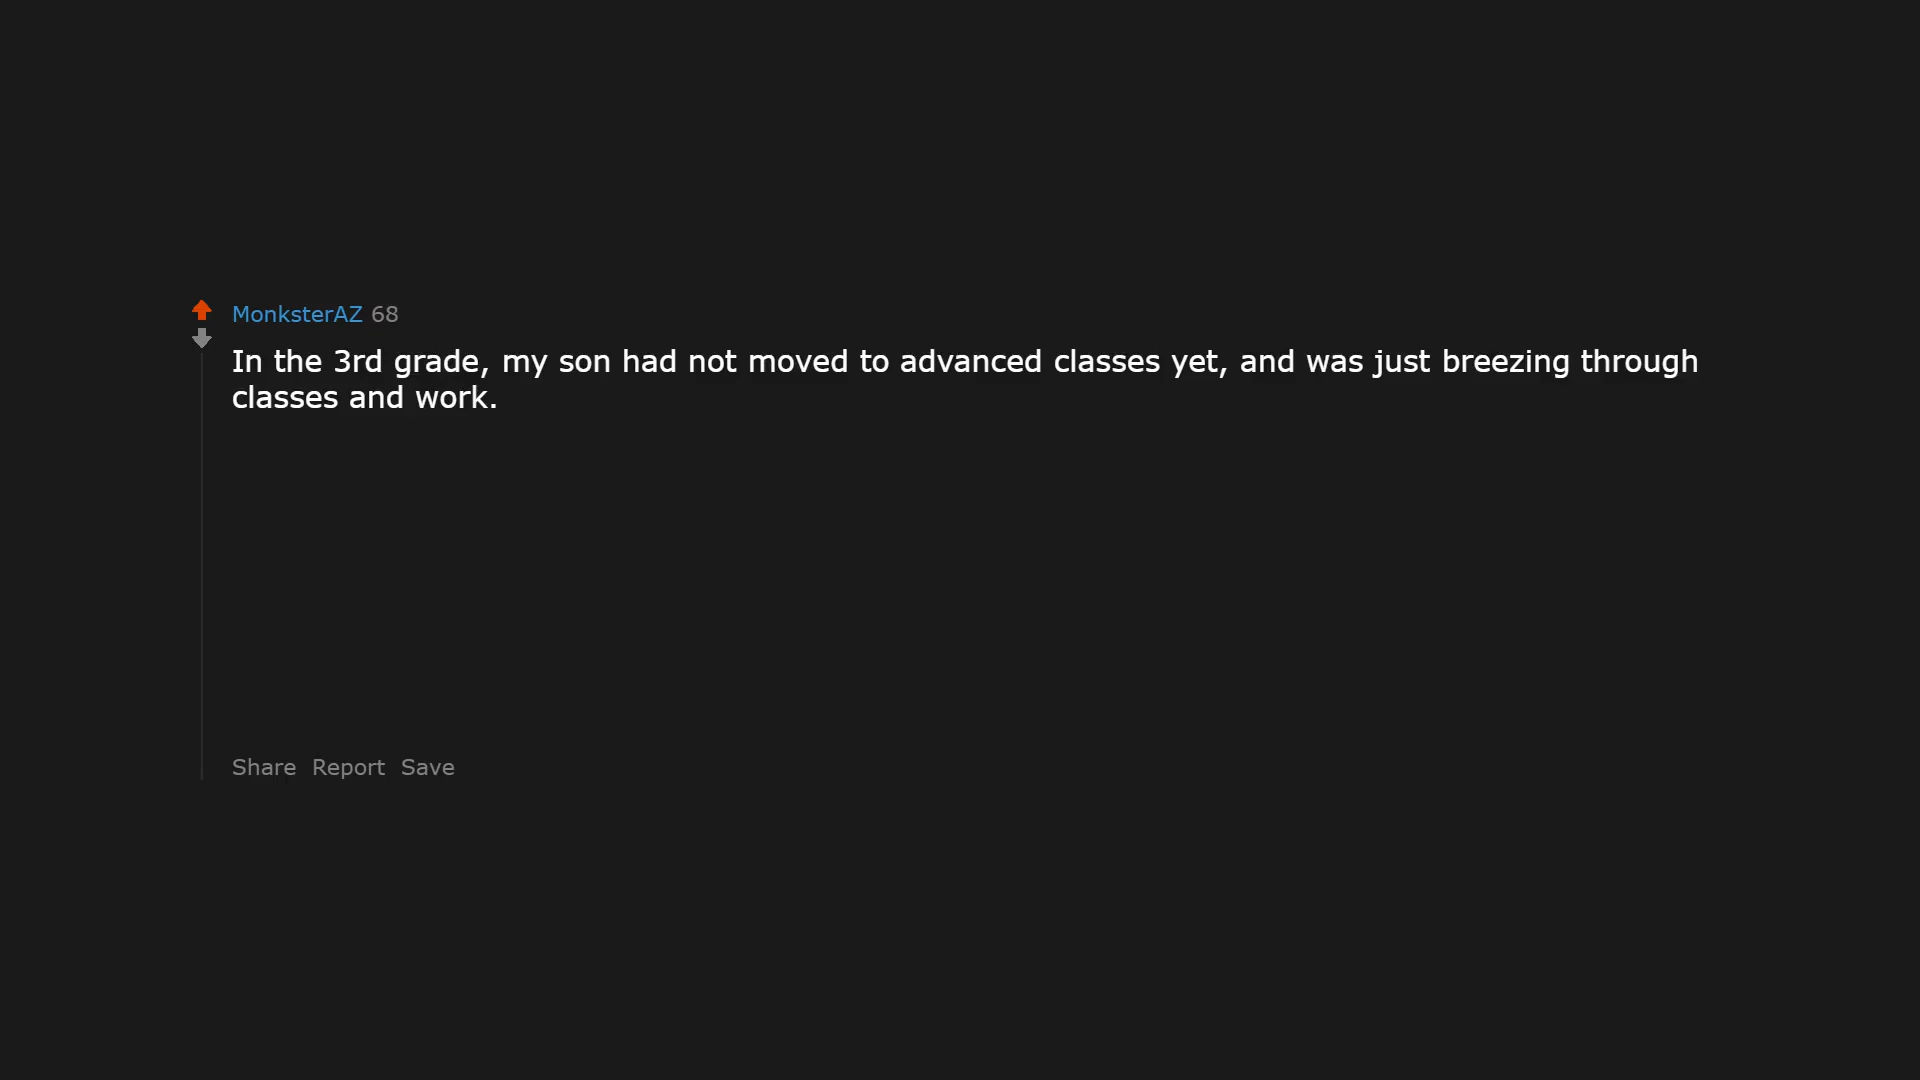 MonksterAZ 68
In the 3rd grade, my son had not moved to advanced classes yet, and was just breezing through
classes and work.
Share Report Save